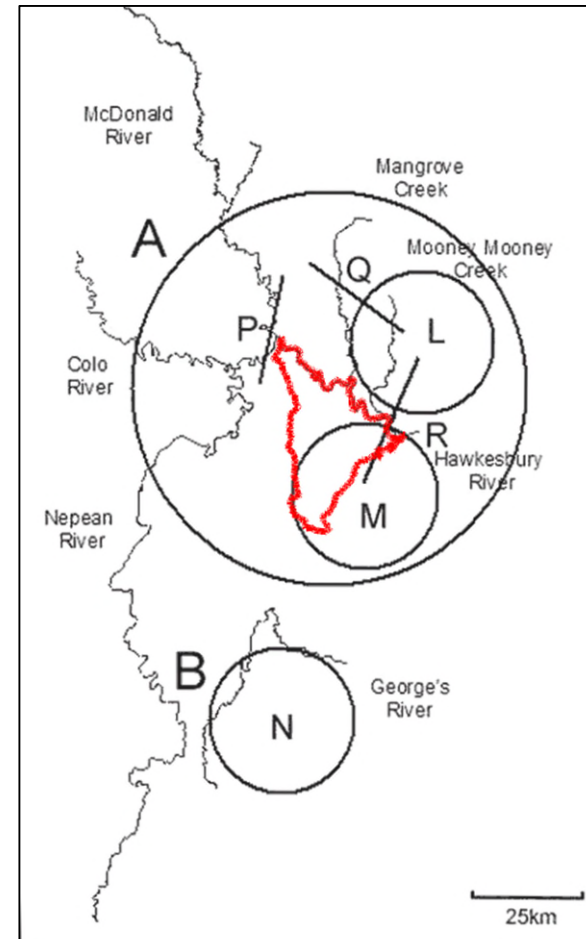 McDonald
River
Mangrove
Creek
A
Mooney Mooney
Creek
Q
P
L
Colo
River
R
Hawkesbury
River
M
Nepean
River
B
George's
River
N
25km